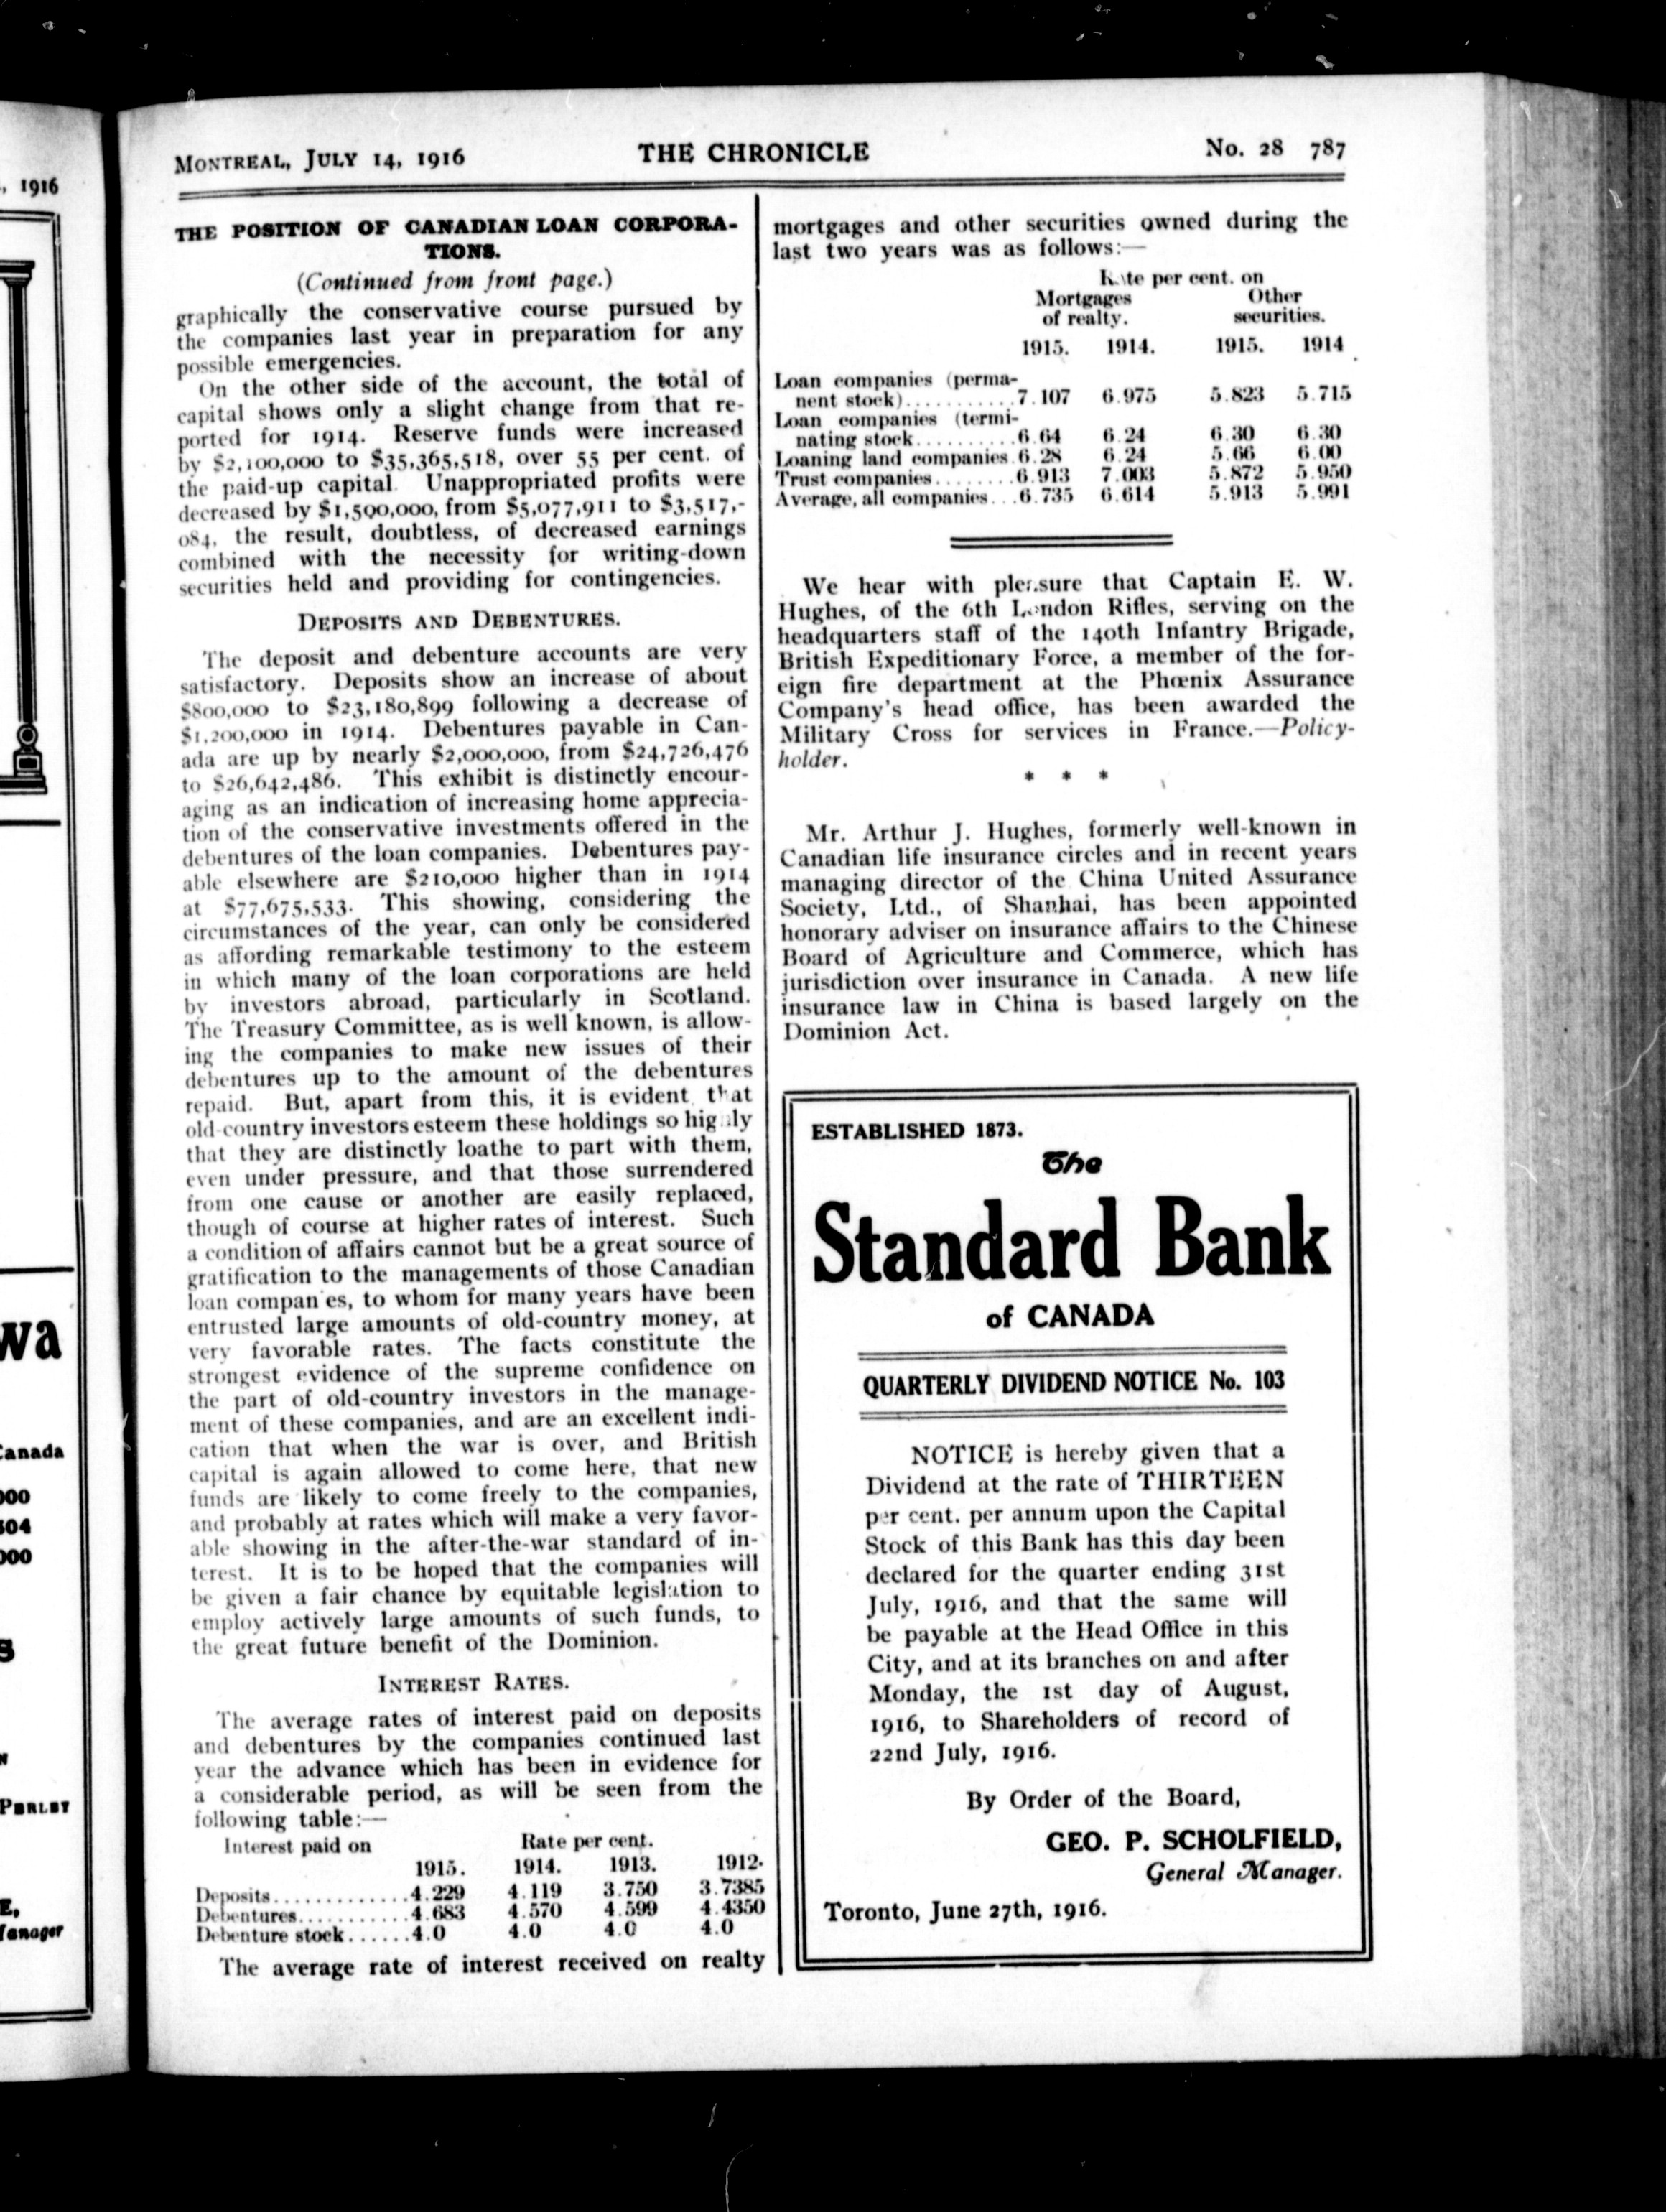 , 1916
wa
Canada
000
504
000
S
PERLEY
E,
Manager
MONTREAL, JULY 14, 1916 THE CHRONICLE No. 28 787
THE POSITION OF CANADIAN LOAN CORPORA-
TIONS.
(Continued from front page.)
graphically the conservative course pursued by
the companies last year in preparation for any
possible emergencies.
On the other side of the account, the total of
capital shows only a slight change from that re-
ported for 1914. Reserve funds were increased
by $2,100,000 to $35,365,518, over 55 per cent. of
the paid-up capital. Unappropriated profits were
decreased by $1,500,000, from $5,077,911 to $3,517,-
084, the result, doubtless, of decreased earnings
combined with the necessity for writing-down
securities held and providing for contingencies.
DEPOSITS AND DEBENTURES.
The deposit and debenture accounts are very
satisfactory. Deposits show an increase of about
$800,000 to $23,180,899 following a decrease of
$1,200,000 in 1914. Debentures payable in Can-
ada are up by nearly $2,000,000, from $24,726,476
to $26,642,486. This exhibit is distinctly encour-
aging as an indication of increasing home apprecia-
tion of the conservative investments offered in the
debentures of the loan companies. Debentures pay-
able elsewhere are $210,000 higher than in 1914
at $77,675,533. This showing, considering the
circumstances of the year, can only be considered
as affording remarkable testimony to the esteem
in which many of the loan corporations are held
by investors abroad, particularly in Scotland.
The Treasury Committee, as is well known, is allow-
ing the companies to make new issues of their
debentures up to the amount of the debentures
repaid. But, apart from this, it is evident that
old country investors esteem these holdings so highly
that they are distinctly loathe to part with them,
even under pressure, and that those surrendered
from one cause or another are easily replaced,
though of course at higher rates of interest. Such
a condition of affairs cannot but be a great source of
gratification to the managements of those Canadian
loan companies, to whom for many years have been
entrusted large amounts of old-country money, at
very favorable rates. The facts constitute the
strongest evidence of the supreme confidence on
the part of old-country investors in the manage-
ment of these companies, and are an excellent indi-
cation that when the war is over, and British
capital is again allowed to come here, that new
funds are likely to come freely to the companies,
and probably at rates which will make a very favor-
able showing in the after-the-war standard of in-
terest. It is to be hoped that the companies will
be given a fair chance by equitable legislation to
employ actively large amounts of such funds, to
the great future benefit of the Dominion.
INTEREST RATES.
The average rates of interest paid on deposits
and debentures by the companies continued last
year the advance which has been in evidence for
a considerable period, as will be seen from the
following table:—
Interest paid on Rate per cent.
1915. 1914. 1913. 1912.
Deposits.............4.229 4.119 3.750 3.7385
Debentures...........4.683 4.570 4.599 4.4350
Debenture stock......4.0 4.0 4.0 4.0
The average rate of interest received on realty
mortgages and other securities owned during the
last two years was as follows:—
Rate per cent. on
Mortgages Other
of realty. securities.
1915. 1914. 1915. 1914
Loan companies (perma-
nent stock)...........7.107 6.975 5.823 5.715
Loan companies (termi-
nating stock..........6.64 6.24 6.30 6.30
Loaning land companies.6.28 6.24 5.66 6.00
Trust companies........6.913 7.003 5.872 5.950
Average, all companies...6.735 6.614 5.913 5.991
We hear with pleasure that Captain E. W.
Hughes, of the 6th London Rifles, serving on the
headquarters staff of the 140th Infantry Brigade,
British Expeditionary Force, a member of the for-
eign fire department at the Phœnix Assurance
Company's head office, has been awarded the
Military Cross for services in France.—Policy-
holder.
* * *
Mr. Arthur J. Hughes, formerly well-known in
Canadian life insurance circles and in recent years
managing director of the China United Assurance
Society, Ltd., of Shanhai, has been appointed
honorary adviser on insurance affairs to the Chinese
Board of Agriculture and Commerce, which has
jurisdiction over insurance in Canada. A new life
insurance law in China is based largely on the
Dominion Act.
ESTABLISHED 1873.
The
Standard Bank
of CANADA
QUARTERLY DIVIDEND NOTICE No. 103
NOTICE is hereby given that a
Dividend at the rate of THIRTEEN
per cent. per annum upon the Capital
Stock of this Bank has this day been
declared for the quarter ending 31st
July, 1916, and that the same will
be payable at the Head Office in this
City, and at its branches on and after
Monday, the 1st day of August,
1916, to Shareholders of record of
22nd July, 1916.
By Order of the Board,
GEO. P. SCHOLFIELD,
General Manager.
Toronto, June 27th, 1916.